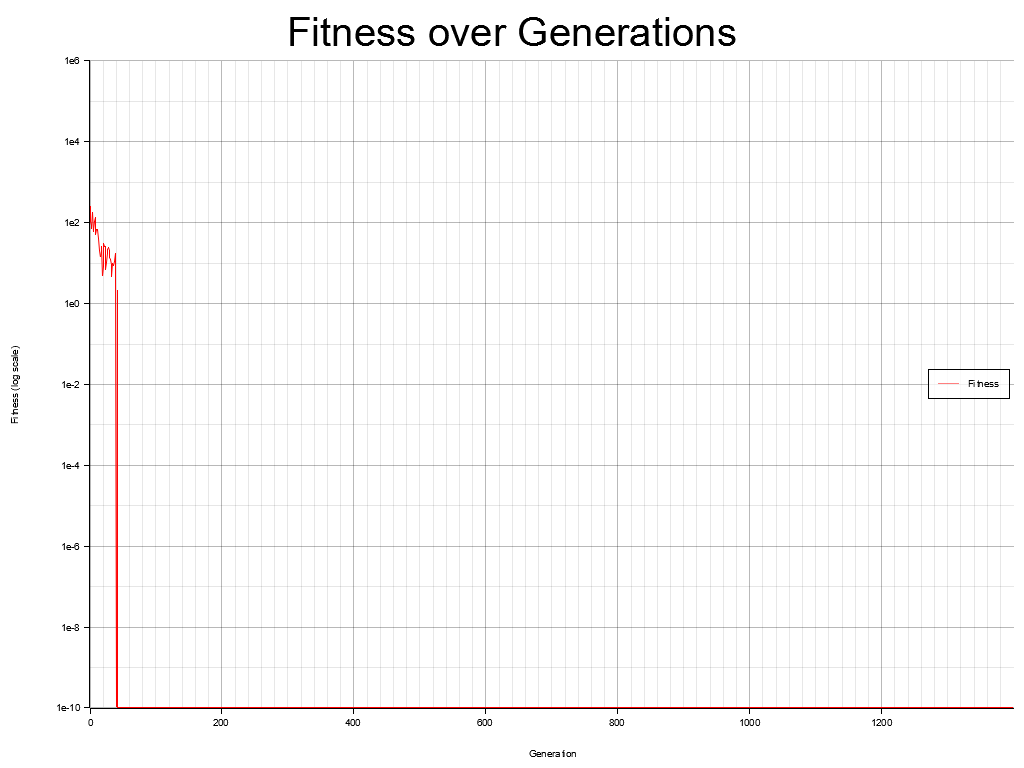 Fitness over Generations
1e6
1e4
1e2
1e0
1e-2
1e-4
1e-6
1e-8
1e-10
Fitness (log scale)
Fitness
0 200 400 600 800 1000 1200
Generation